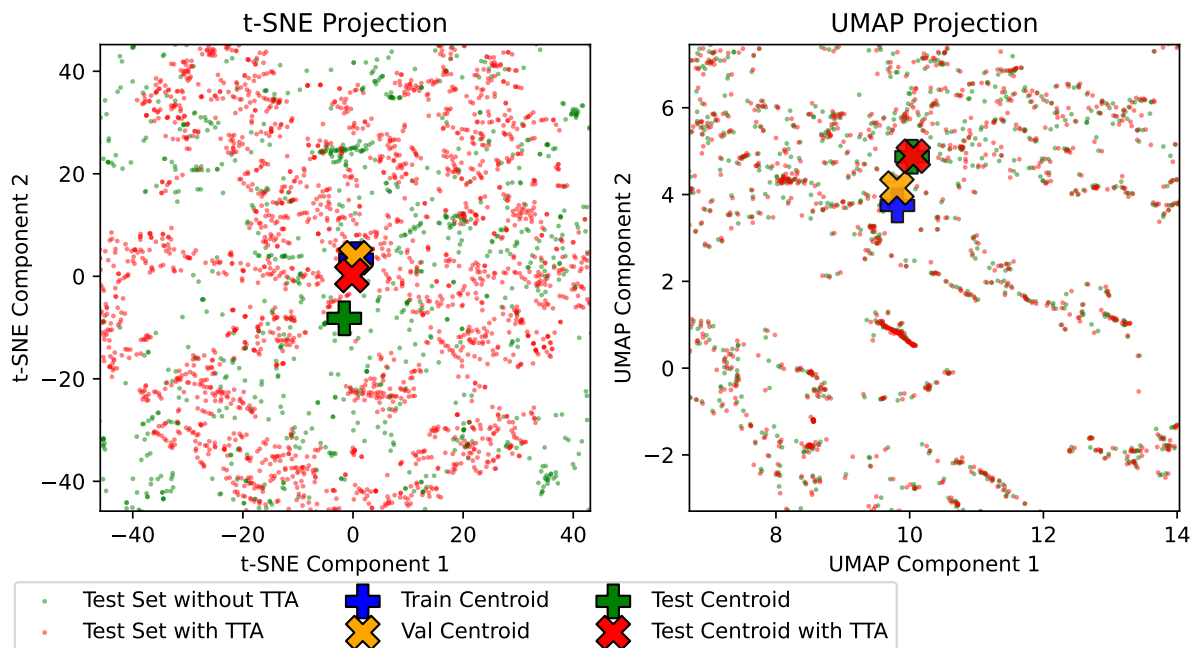 t-SNE Projection
UMAP Projection
t-SNE Component 2
40
20
0
−20
−40
−40
−20
0
20
40
t-SNE Component 1
UMAP Component 2
6
4
2
0
−2
8
10
12
14
UMAP Component 1
Test Set without TTA
Train Centroid
Test Centroid
Test Set with TTA
Val Centroid
Test Centroid with TTA